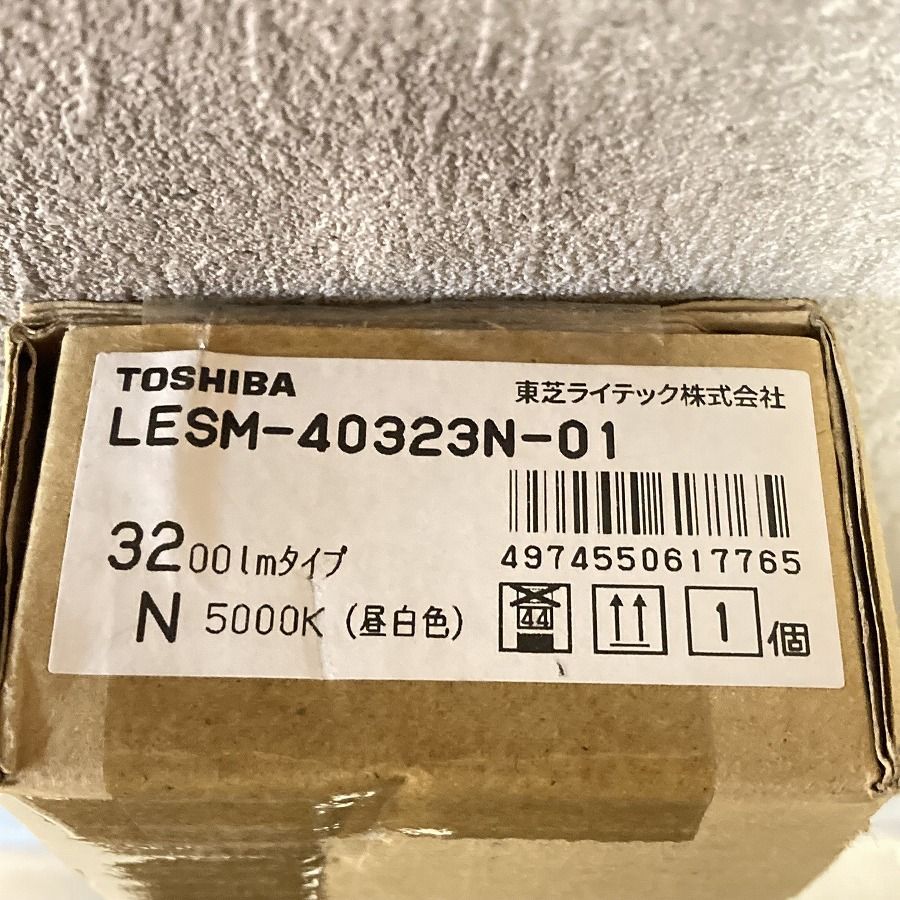 TOSHIBA 東芝ライテック株式会社
LESM-40323N-01
3200lmタイプ
4974550617765
N 5000K (昼白色)
44 1個